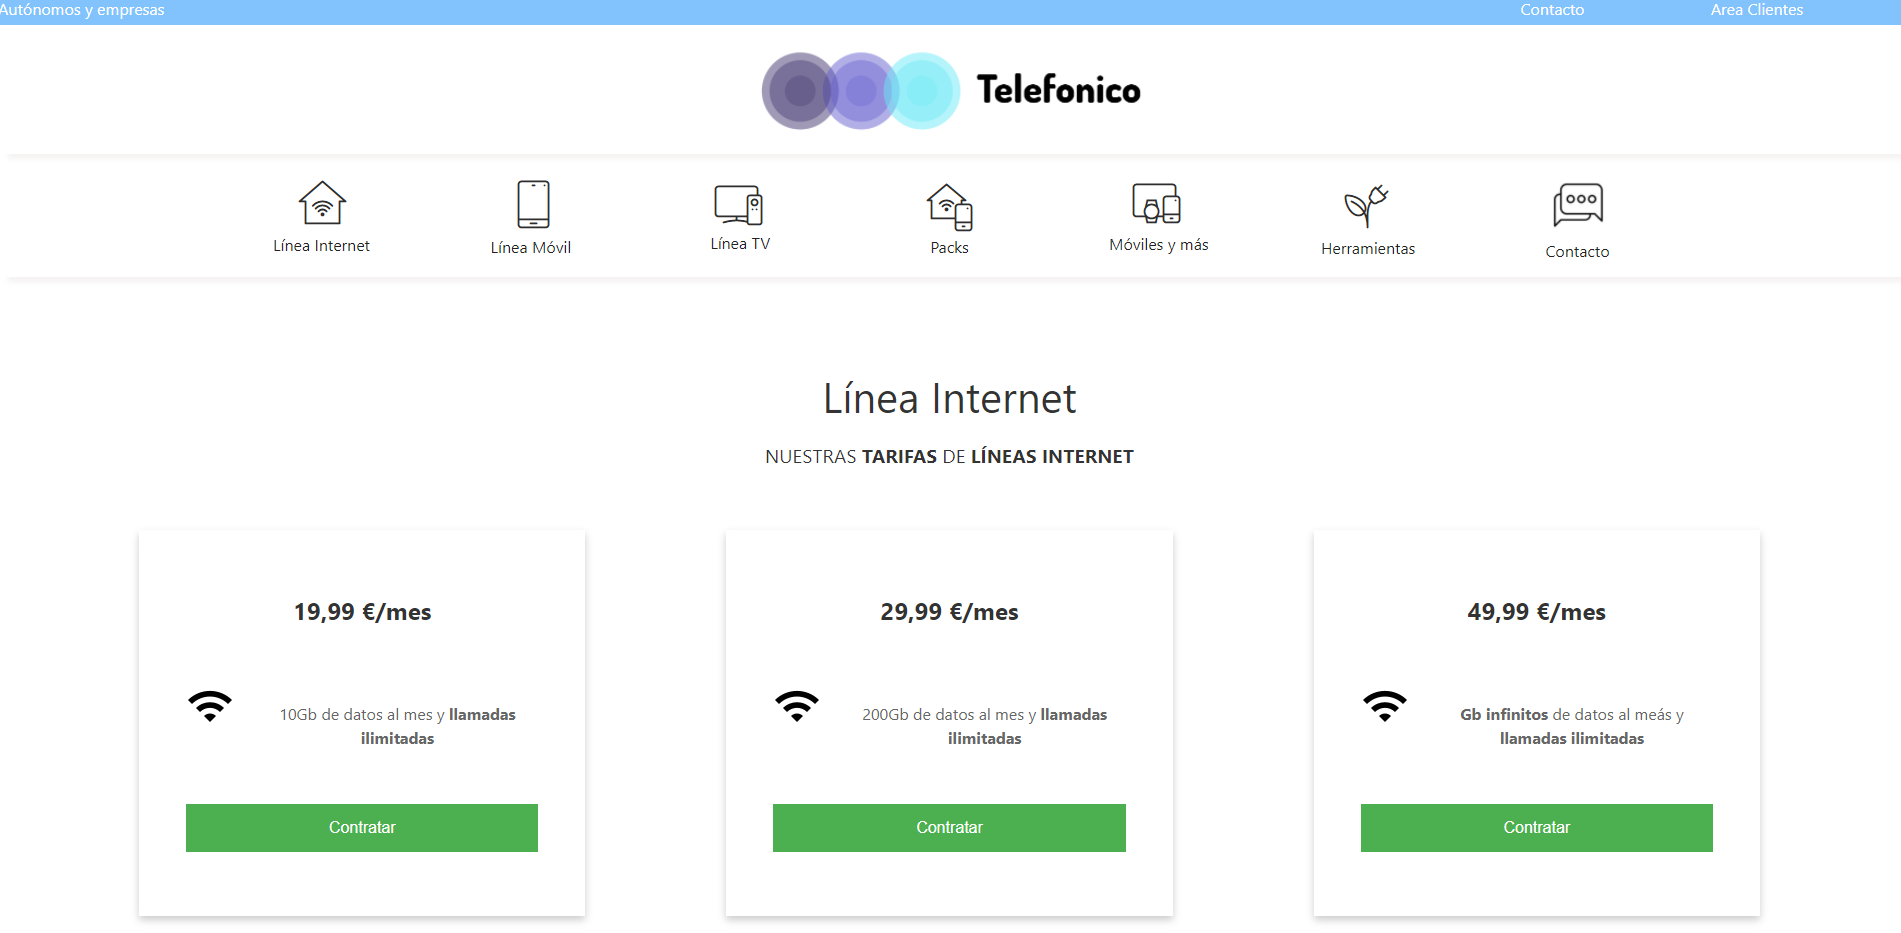 Autónomos y empresas Contacto Area Clientes
Telefonico
Línea Internet Línea Móvil Línea TV Packs Móviles y más Herramientas Contacto
Línea Internet
NUESTRAS TARIFAS DE LÍNEAS INTERNET
19,99 €/mes
10Gb de datos al mes y llamadas
ilimitadas
Contratar
29,99 €/mes
200Gb de datos al mes y llamadas
ilimitadas
Contratar
49,99 €/mes
Gb infinitos de datos al meás y
llamadas ilimitadas
Contratar